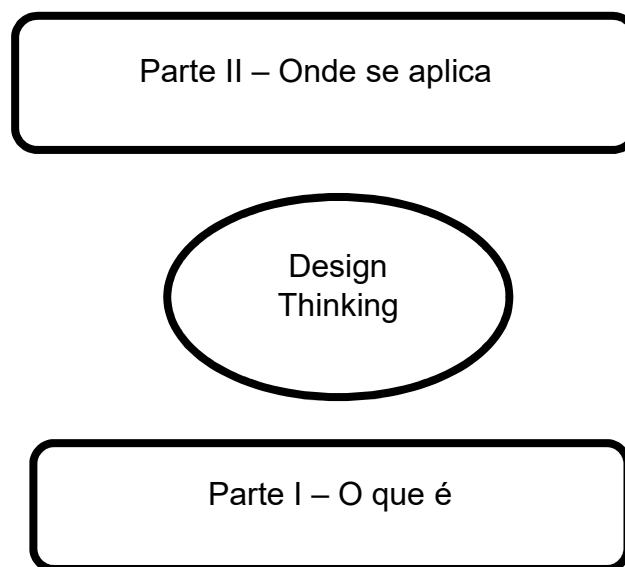 Parte II – Onde se aplica
Design
Thinking
Parte I – O que é